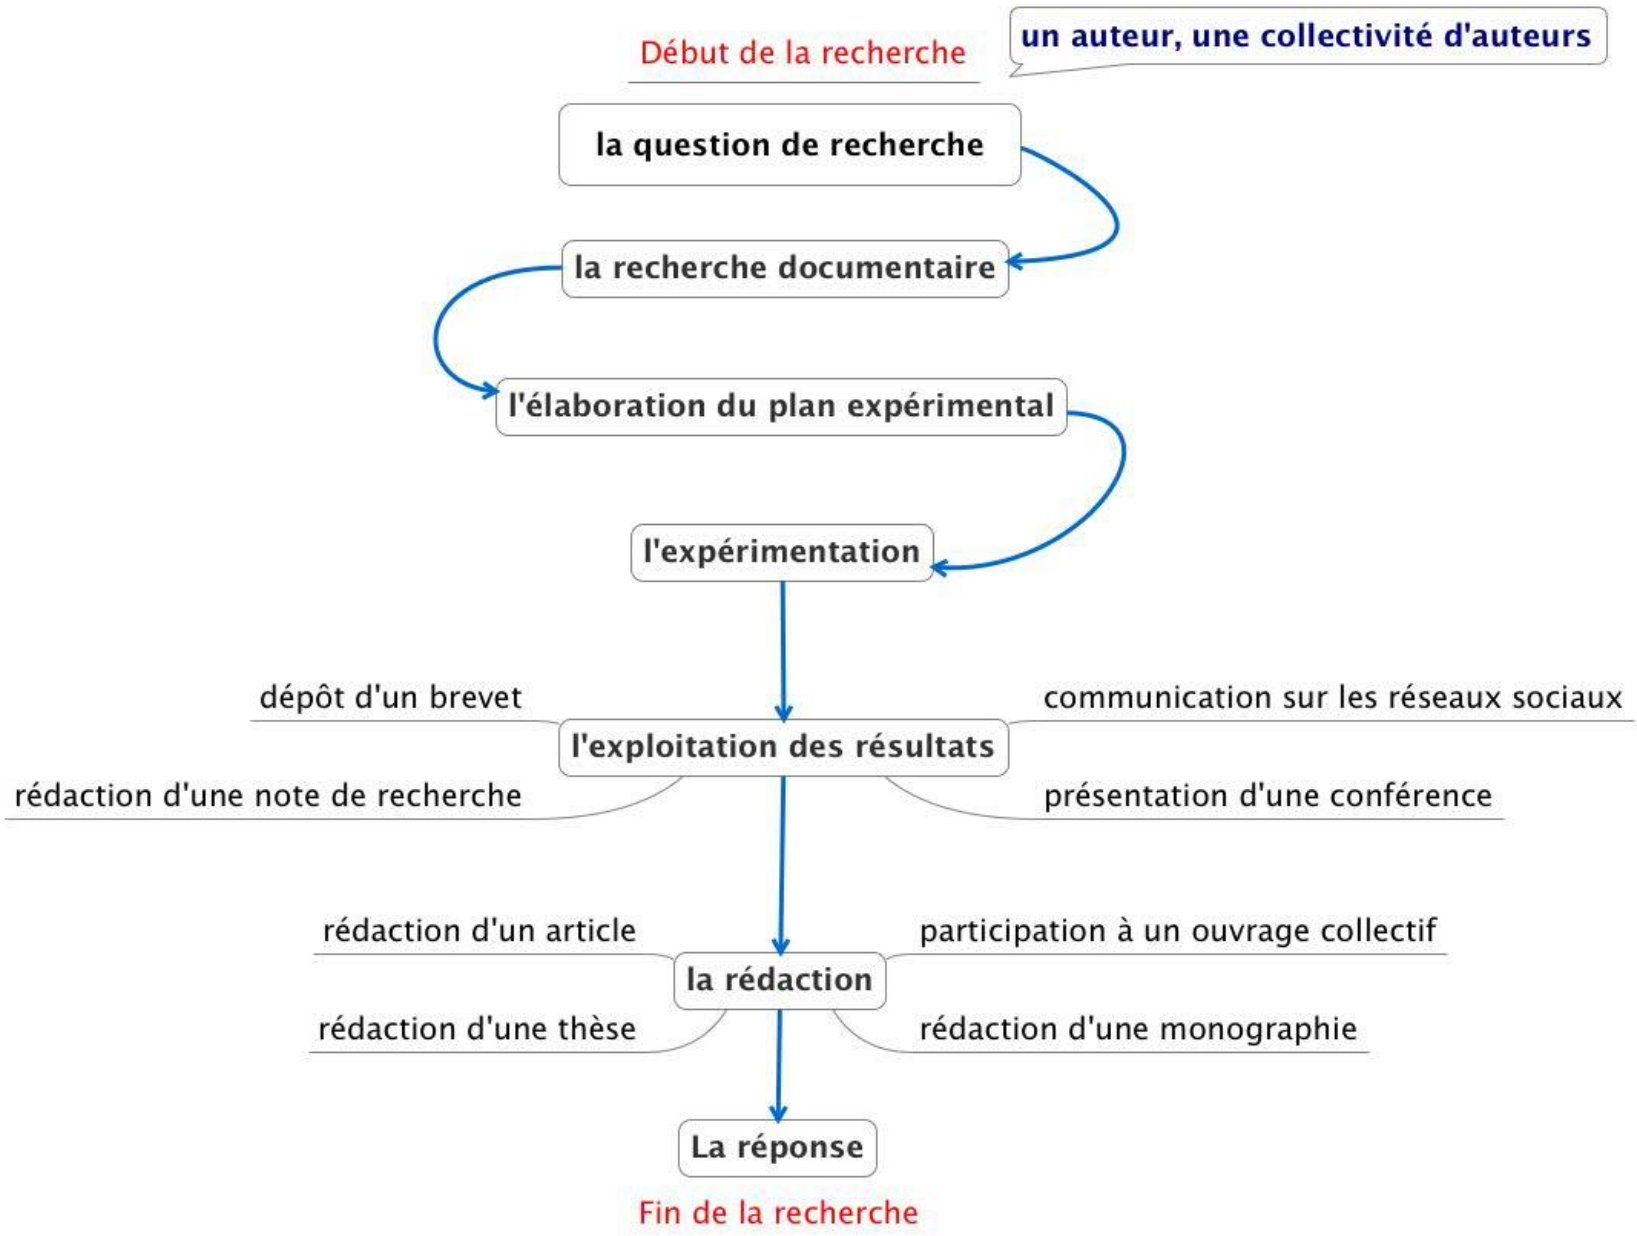 Début de la recherche
un auteur, une collectivité d'auteurs
la question de recherche
la recherche documentaire
l'élaboration du plan expérimental
l'expérimentation
dépôt d'un brevet
communication sur les réseaux sociaux
l'exploitation des résultats
rédaction d'une note de recherche
présentation d'une conférence
rédaction d'un article
participation à un ouvrage collectif
la rédaction
rédaction d'une thèse
rédaction d'une monographie
La réponse
Fin de la recherche